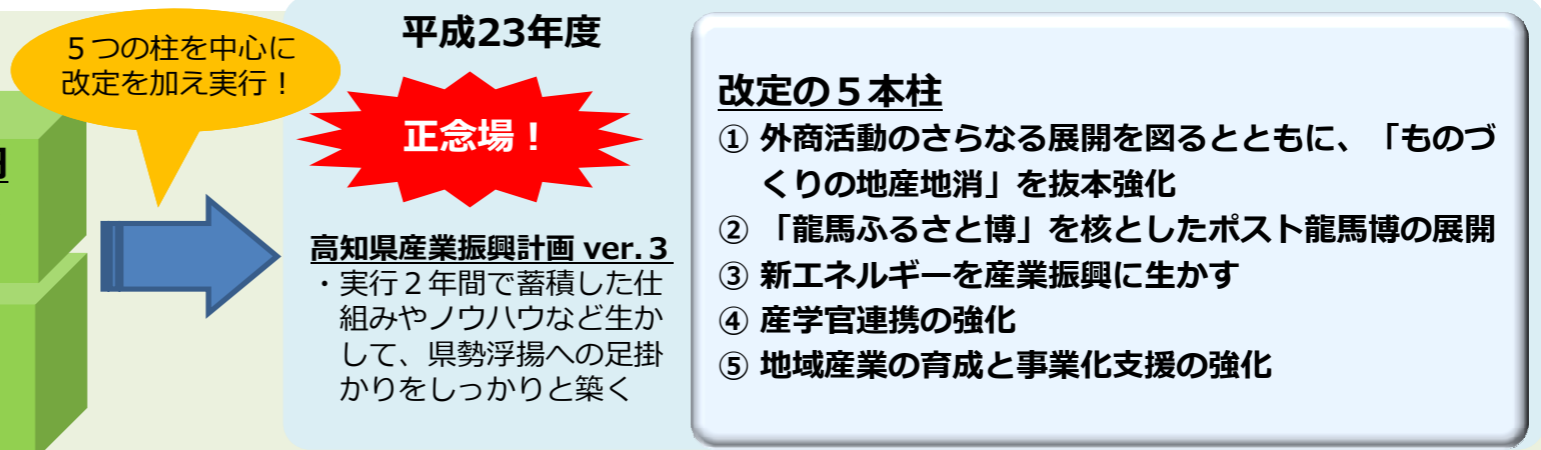 ５つの柱を中心に
改定を加え実行！
平成23年度
正念場！
高知県産業振興計画 ver.３
・実行２年間で蓄積した仕
組みやノウハウなど生か
して、県勢浮揚への足掛
かりをしっかりと築く
改定の５本柱
① 外商活動のさらなる展開を図るとともに、「ものづ
くりの地産地消」を抜本強化
② 「龍馬ふるさと博」を核としたポスト龍馬博の展開
③ 新エネルギーを産業振興に生かす
④ 産学官連携の強化
⑤ 地域産業の育成と事業化支援の強化